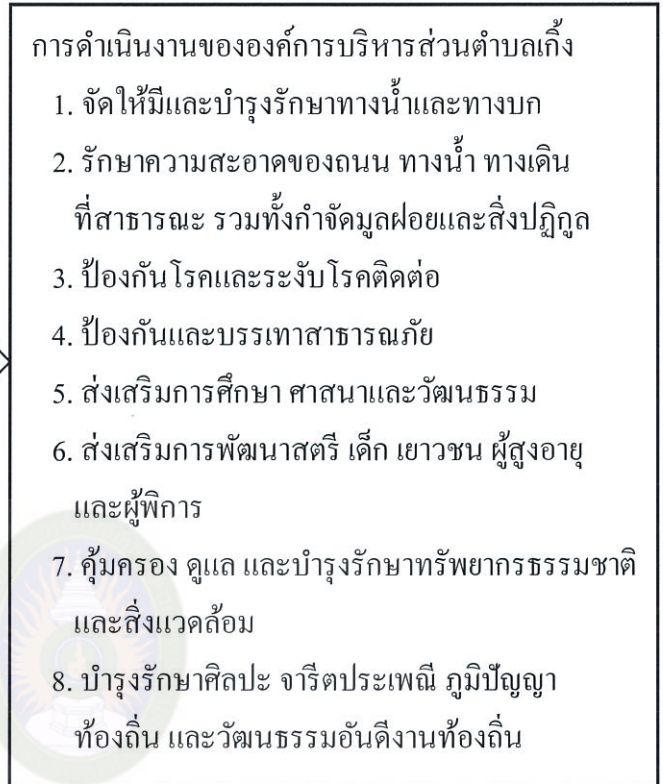 การดำเนินงานขององค์การบริหารส่วนตำบลเกิ้ง
1. จัดให้มีและบำรุงรักษาทางน้ำและทางบก
2. รักษาความสะอาดของถนน ทางน้ำ ทางเดิน
ที่สาธารณะ รวมทั้งกำจัดมูลฝอยและสิ่งปฏิกูล
3. ป้องกันโรคและระงับโรคติดต่อ
4. ป้องกันและบรรเทาสาธารณภัย
5. ส่งเสริมการศึกษา ศาสนาและวัฒนธรรม
6. ส่งเสริมการพัฒนาสตรี เด็ก เยาวชน ผู้สูงอายุ
และผู้พิการ
7. คุ้มครอง ดูแล และบำรุงรักษาทรัพยากรธรรมชาติ
และสิ่งแวดล้อม
8. บำรุงรักษาศิลปะ จารีตประเพณี ภูมิปัญญา
ท้องถิ่น และวัฒนธรรมอันดีงานท้องถิ่น